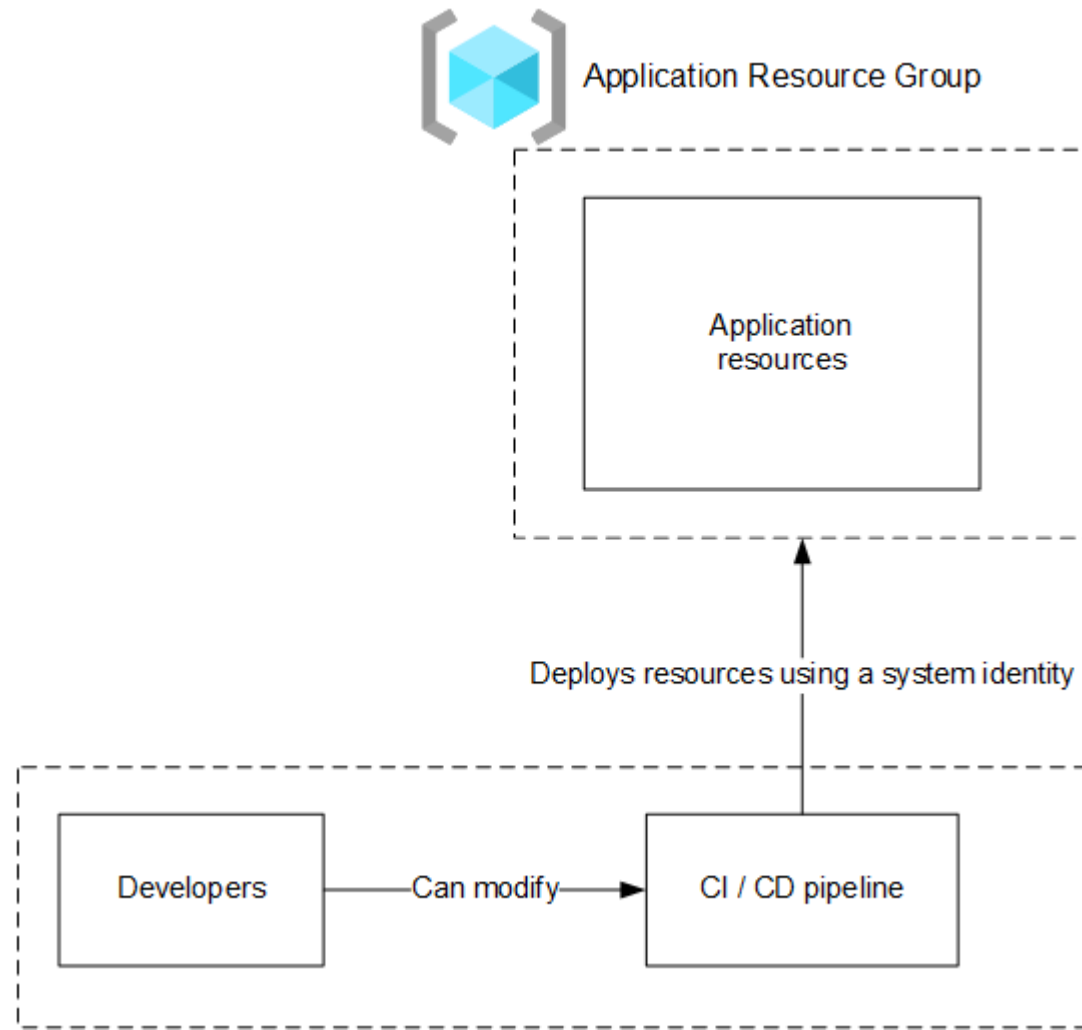 Application Resource Group
Application
resources
Deploys resources using a system identity
Developers
Can modify
CI / CD pipeline